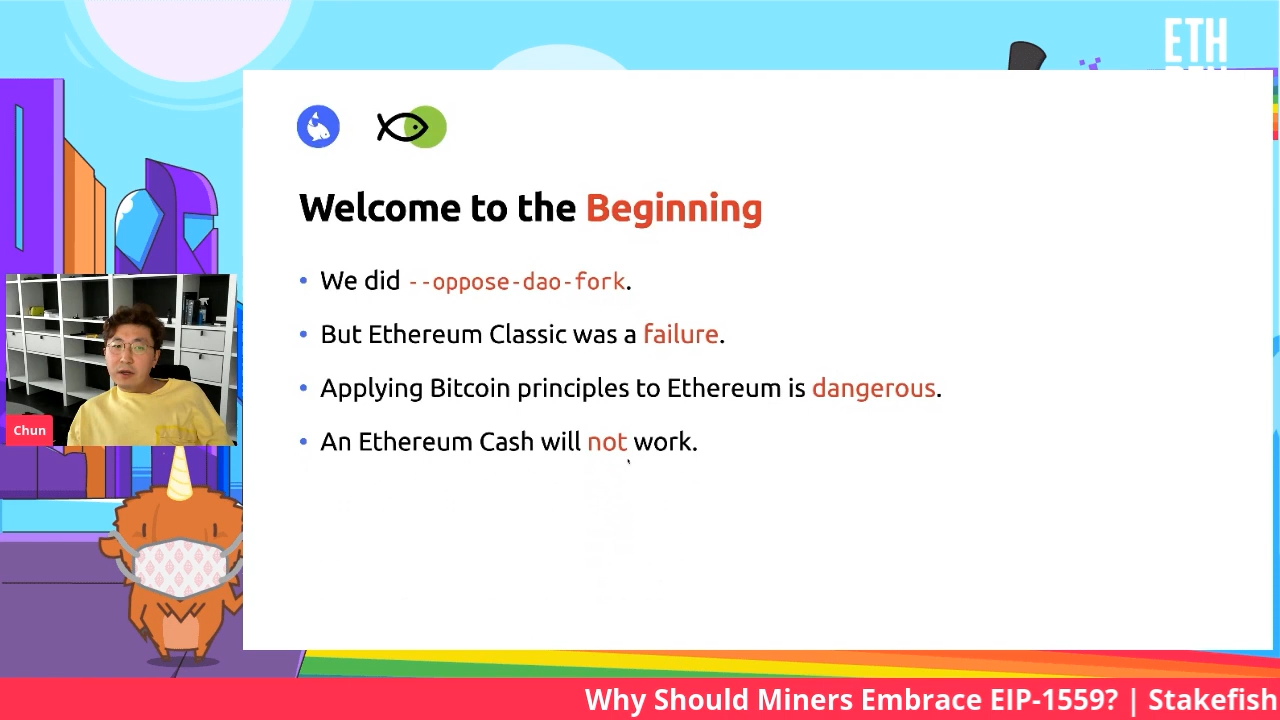 ETH
Welcome to the Beginning
• We did --oppose-dao-fork.
• But Ethereum Classic was a failure.
• Applying Bitcoin principles to Ethereum is dangerous.
• An Ethereum Cash will not work.
Chun
Why Should Miners Embrace EIP-1559? | Stakefish